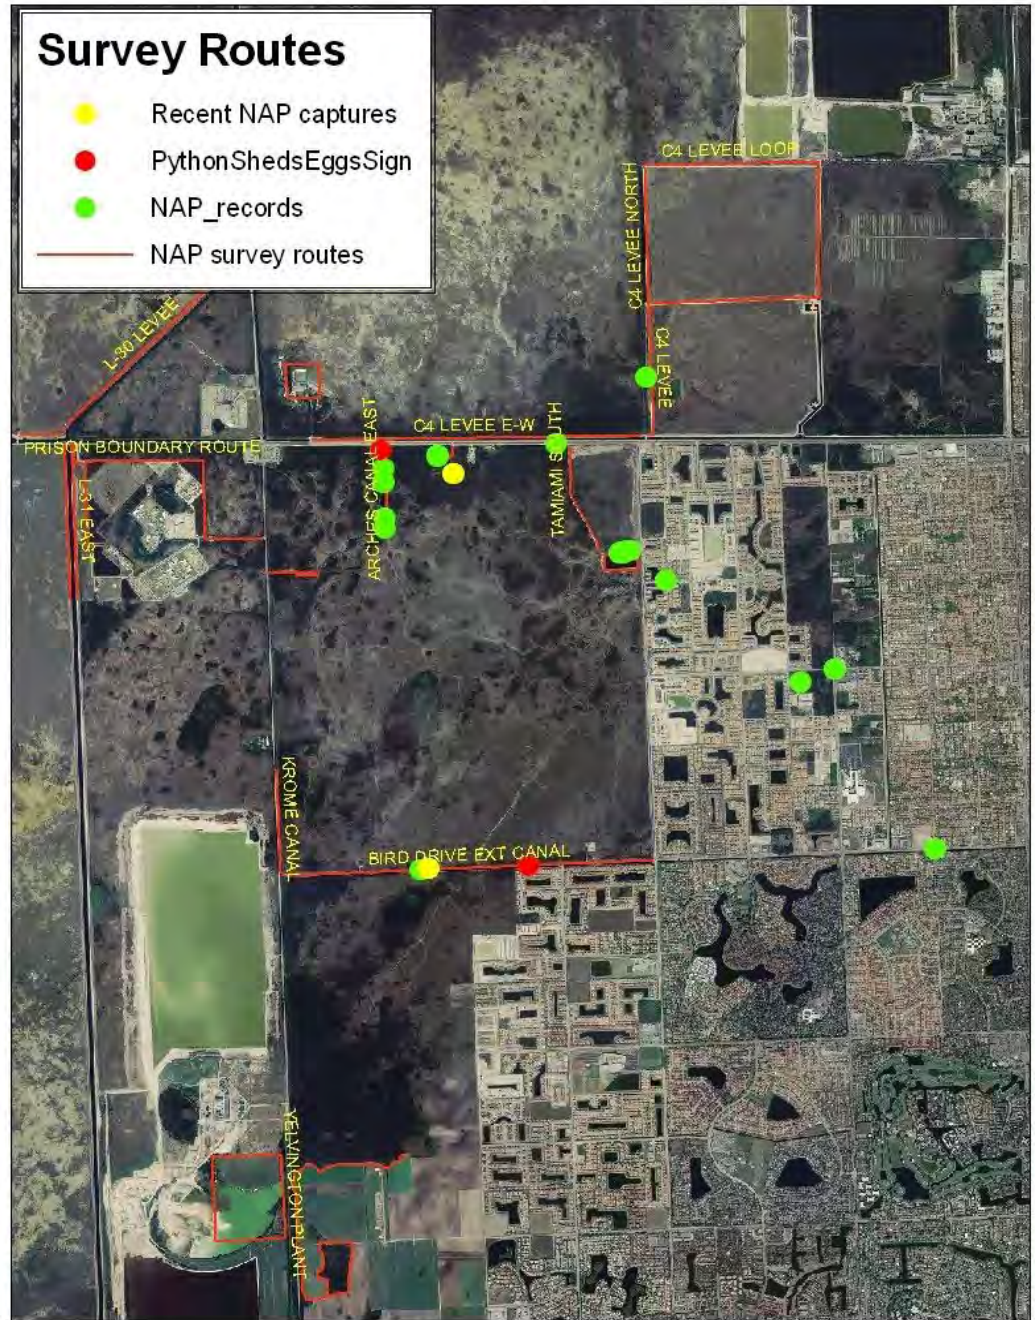 Survey Routes
Recent NAP captures
PythonShedsEggsSign
NAP_records
NAP survey routes
C4 LEVEE LOOP
C4 LEVEE NORTH
L-30 LEVEE
C4 LEVEE
C4 LEVEE E-W
PRISON BOUNDARY ROUTE
ARCHES CANAL EAST
TAMIAMI SOUTH
L-31 EAST
KROME CANAL
BIRD DRIVE EXT CANAL
YELVINGTON PLANT